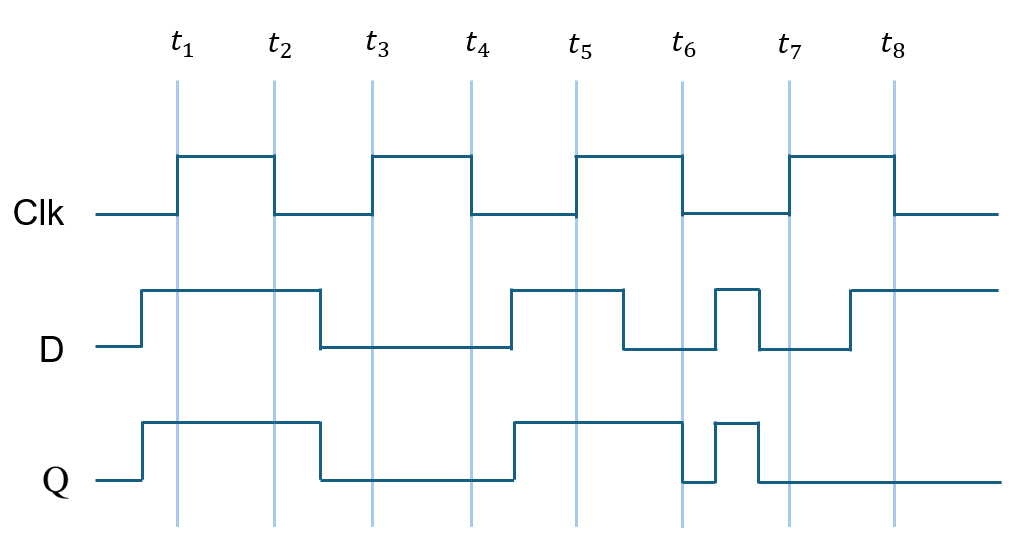 t₁ t₂ t₃ t₄ t₅ t₆ t₇ t₈
Clk
D
Q